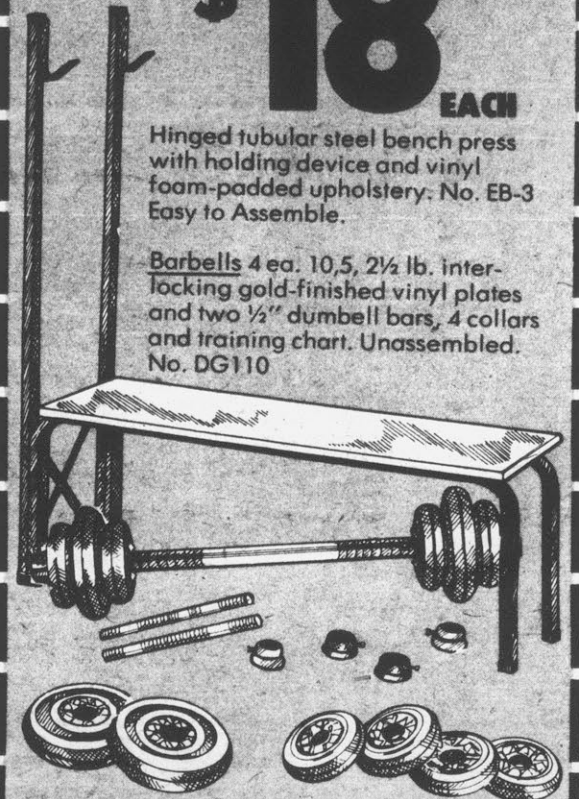 $18
EACH
Hinged tubular steel bench press
with holding device and vinyl
foam-padded upholstery. No. EB-3
Easy to Assemble.
Barbells 4 ea. 10,5, 2½ lb. inter-
locking gold-finished vinyl plates
and two ½" dumbell bars, 4 collars
and training chart. Unassembled.
No. DG110